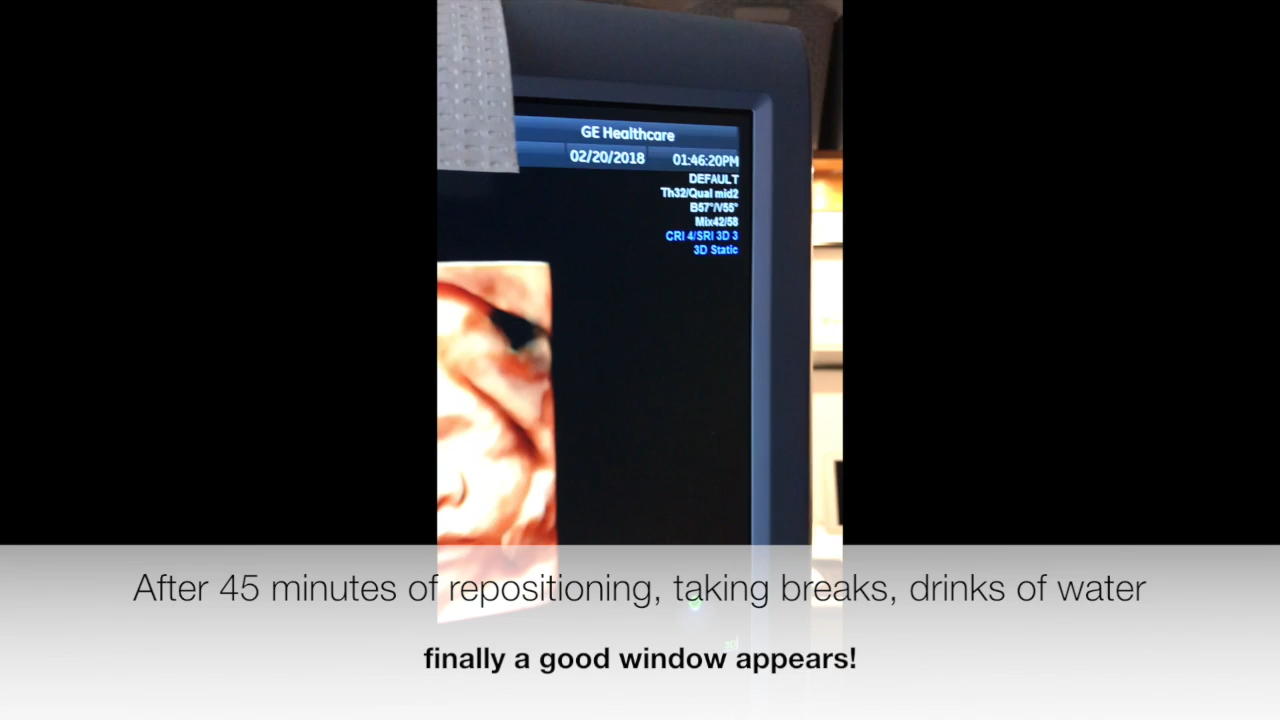 GE Healthcare
02/20/2018 01:46:20PM
DEFAULT
Th32/Qual mid2
B57°/V55°
Mix42/58
CRI 4/SRI 3D 3
3D Static
After 45 minutes of repositioning, taking breaks, drinks of water
finally a good window appears!